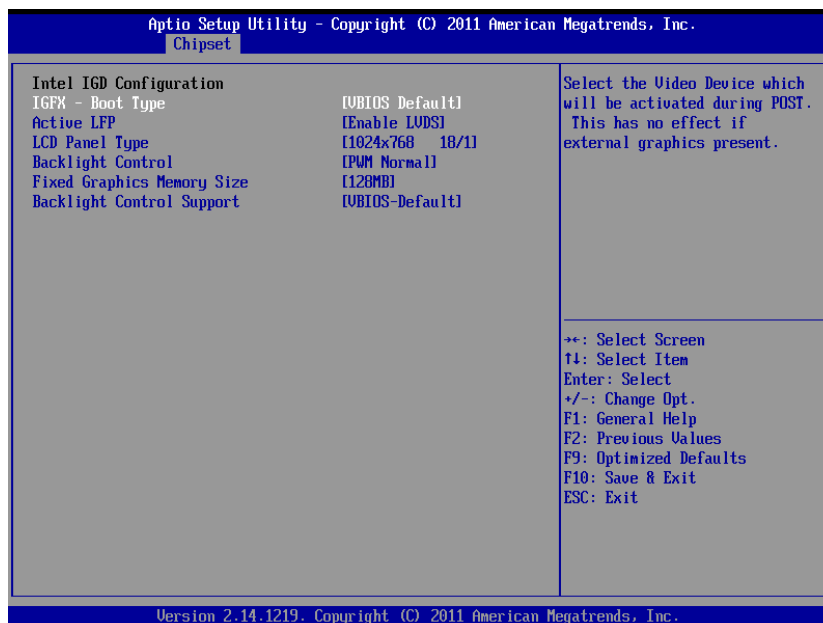 Aptio Setup Utility - Copyright (C) 2011 American Megatrends, Inc.
Chipset
Intel IGD Configuration
IGFX - Boot Type [VBIOS Default]
Active LFP [Enable LVDS]
LCD Panel Type [1024x768 18/1]
Backlight Control [PWM Normal]
Fixed Graphics Memory Size [128MB]
Backlight Control Support [VBIOS-Default]
Select the Video Device which
will be activated during POST.
This has no effect if
external graphics present.
→←: Select Screen
↑↓: Select Item
Enter: Select
+/-: Change Opt.
F1: General Help
F2: Previous Values
F9: Optimized Defaults
F10: Save & Exit
ESC: Exit
Version 2.14.1219. Copyright (C) 2011 American Megatrends, Inc.